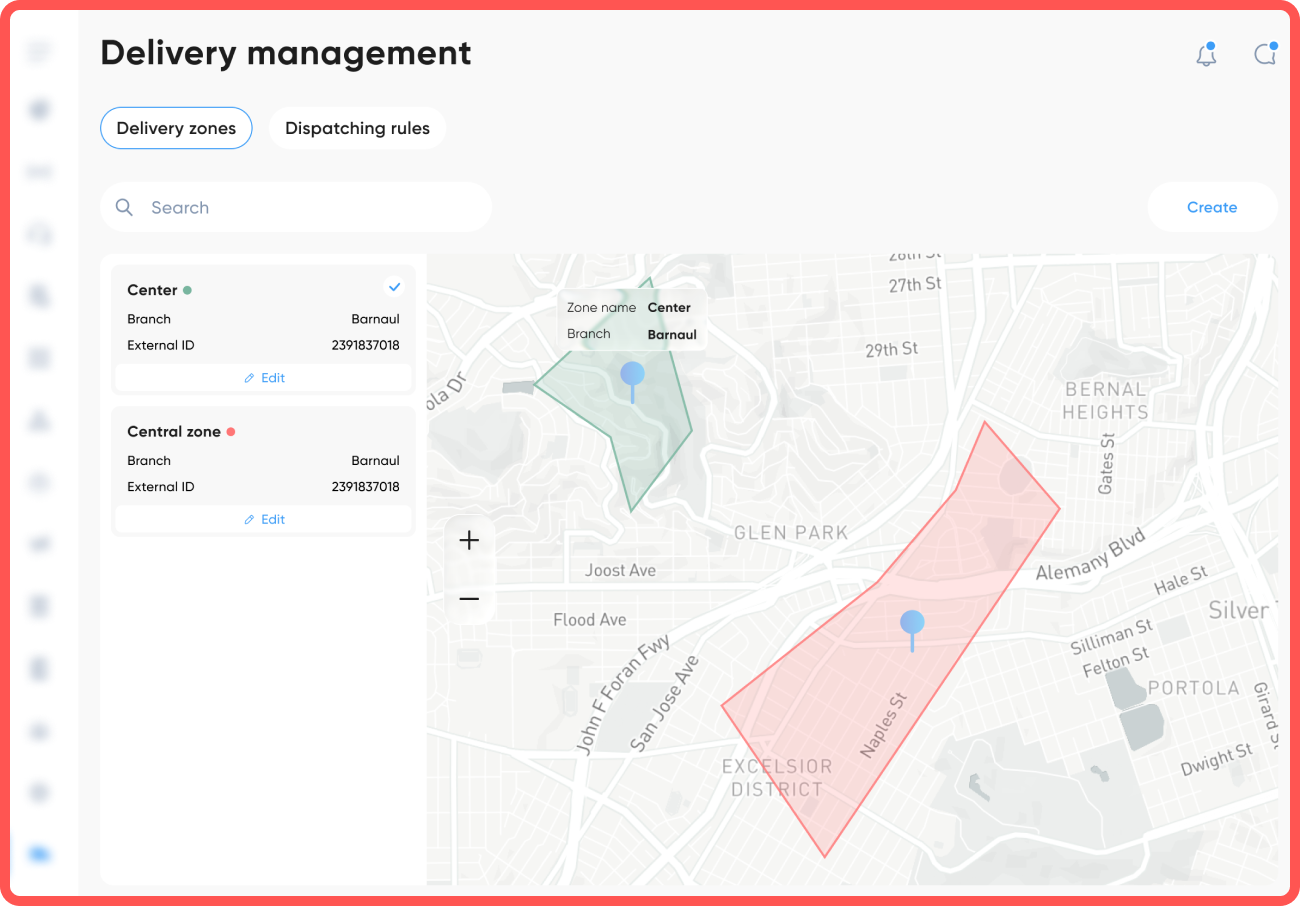 Delivery management
Delivery zones
Dispatching rules
Search
Create
Center
Branch Barnaul
External ID 2391837018
Edit
Central zone
Branch Barnaul
External ID 2391837018
Edit
Zone name Center
Branch Barnaul
28th St
27th St
29th St
ola Dr
BERNAL
HEIGHTS
Gates St
GLEN PARK
Joost Ave
Alemany Blvd
Hale St
Flood Ave
Silver
Silliman St
Felton St
John F Foran Fwy
San Jose Ave
PORTOLA
Girard St
Naples St
Dwight St
EXCELSIOR
DISTRICT